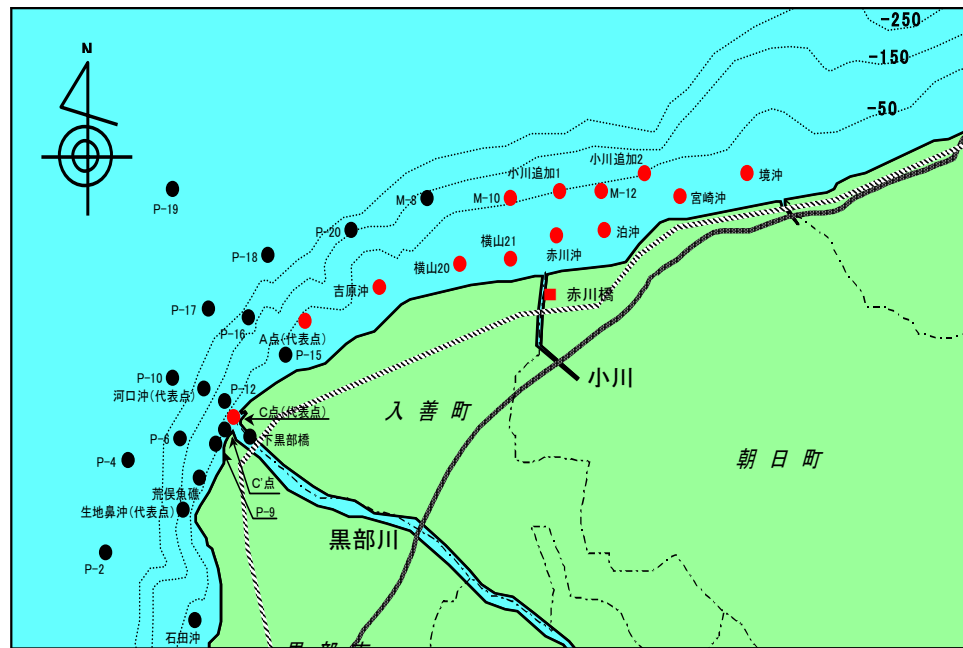 -250
N
-150
-50
小川追加2
小川追加1
境沖
P-19
M-8
M-10
M-12
宮崎沖
P-20
泊沖
横山21
赤川沖
P-18
横山20
吉原沖
赤川橋
P-17
P-16
A点(代表点)
P-15
小川
P-10
河口沖(代表点)
P-12
C点(代表点)
入善町
P-6
下黒部橋
P-4
朝日町
荒俣魚礁
C'点
生地鼻沖(代表点)
P-9
黒部川
P-2
石田沖
黒部市